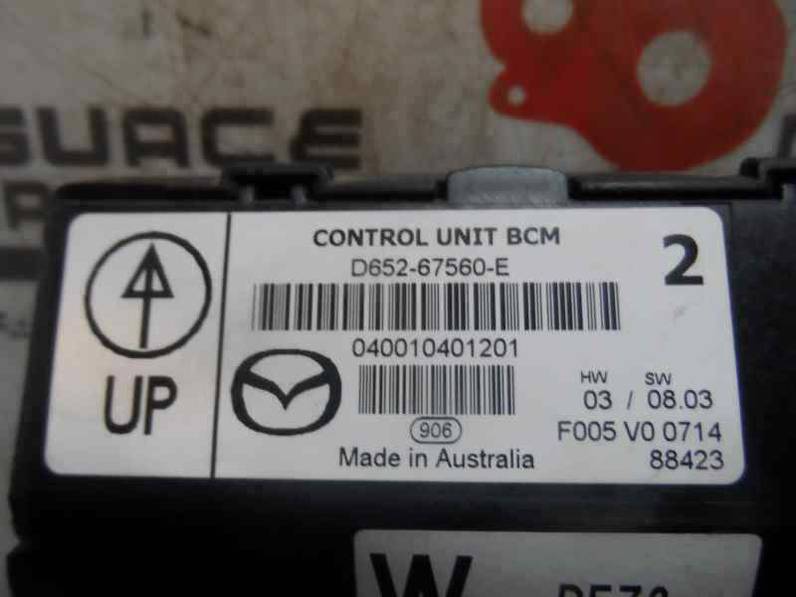 SGUACE
CONTROL UNIT BCM
2
D652-67560-E
040010401201
UP
HW SW
03 / 08.03
906
F005 V0 0714
Made in Australia
88423
W